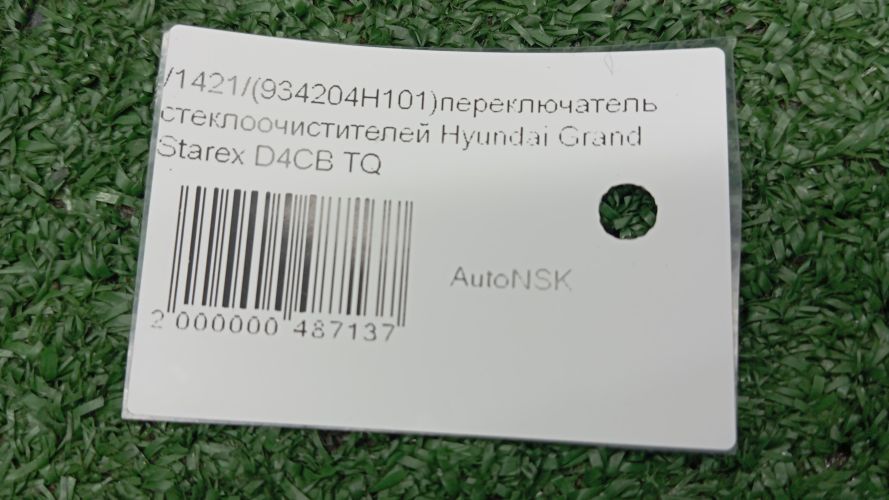 /1421/(934204H101)переключатель
стеклоочистителей Hyundai Grand
Starex D4CB TQ
AutoNSK
2 000000 487137